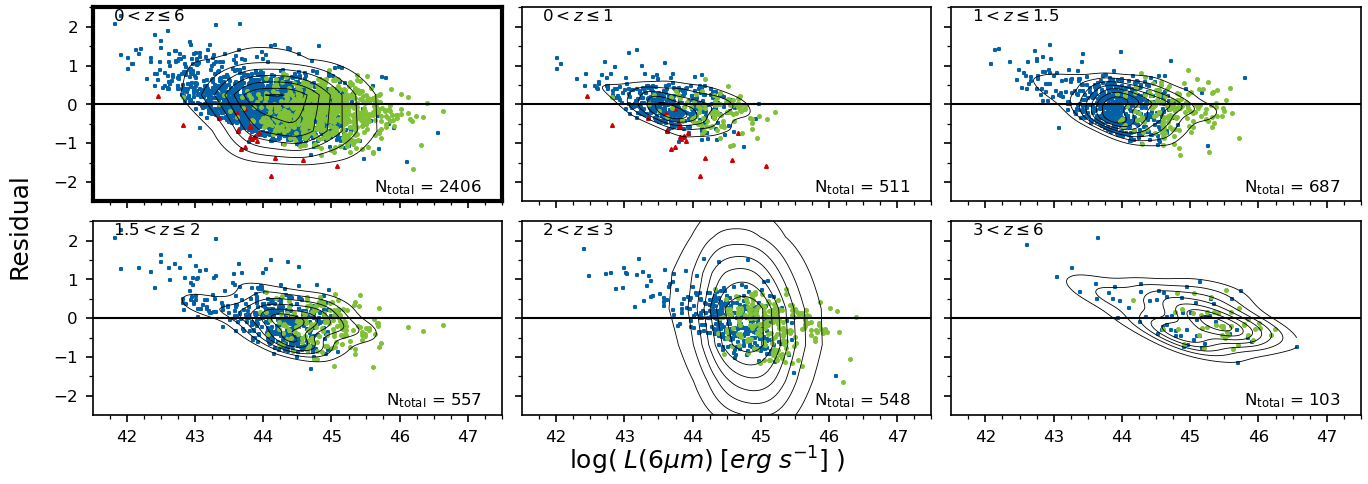 0 < z ≤ 6
0 < z ≤ 1
1 < z ≤ 1.5
2
1
0
−1
−2
N_total = 2406
N_total = 511
N_total = 687
Residual
1.5 < z ≤ 2
2 < z ≤ 3
3 < z ≤ 6
2
1
0
−1
−2
N_total = 557
N_total = 548
N_total = 103
42 43 44 45 46 47
42 43 44 45 46 47
42 43 44 45 46 47
log( L(6μm) [erg s⁻¹] )